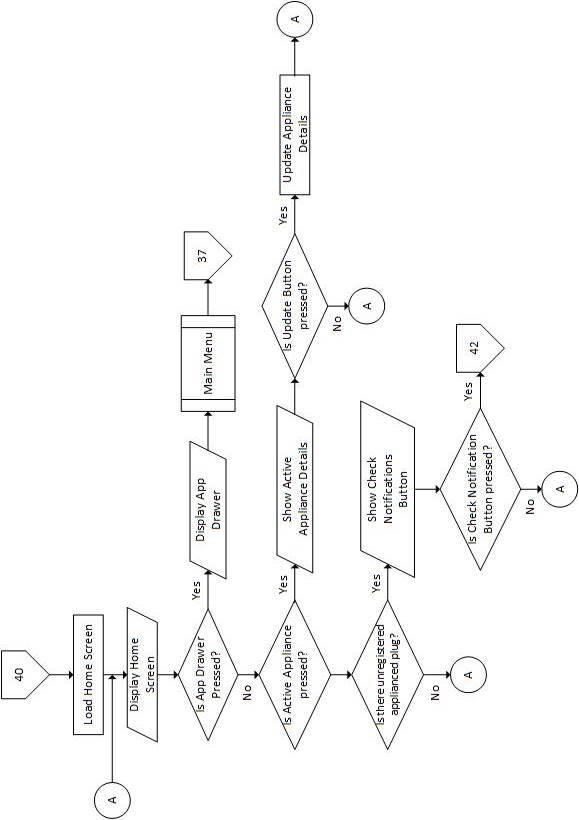 40
Load Home Screen
A
Display Home
Screen
Is App Drawer
Pressed?
Yes
Display App
Drawer
Main Menu
37
No
Is Active Appliance
pressed?
Yes
Show Active
Appliance Details
Is Update Button
pressed?
Yes
Update Appliance
Details
A
No
A
Is there unregistered
applianced plug?
Yes
Show Check
Notifications
Button
Is Check Notification
Button pressed?
Yes
42
No
A
No
A